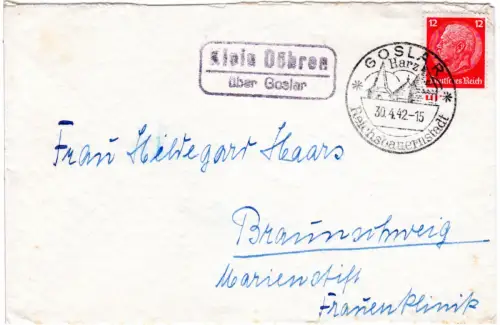 Klein Döhren
über Goslar
GOSLAR
Harz
30.4.42-15
Reichsbauernstadt
12 12
Deutsches Reich
Frau Hildegard Haars
Braunschweig
Marienstift
Frauenklinik